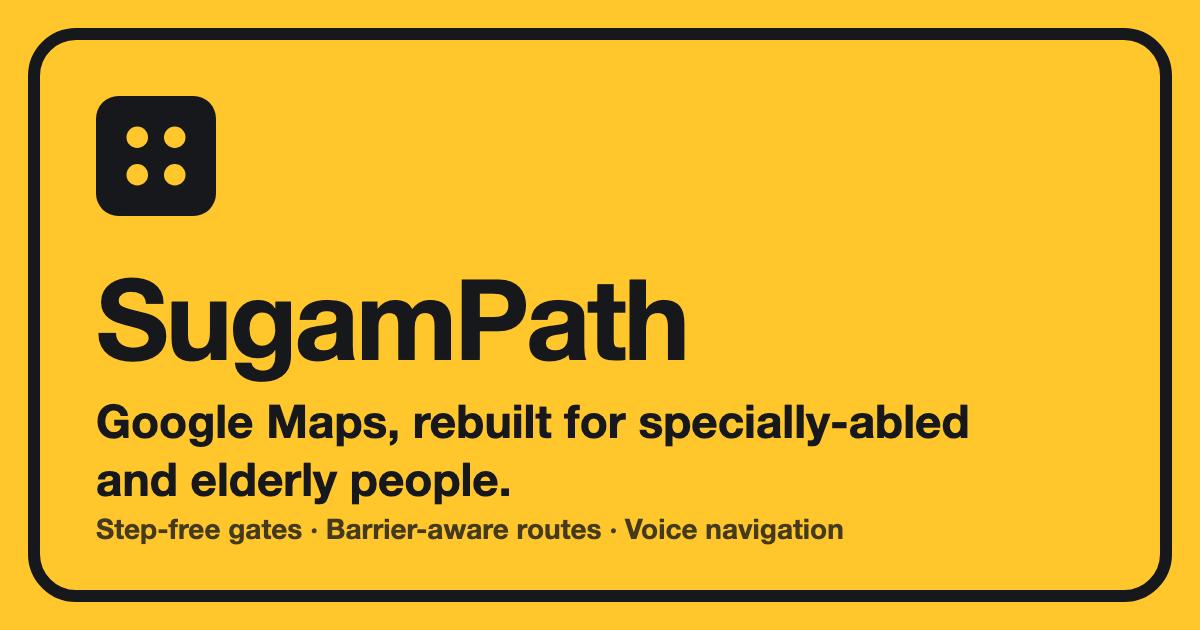 SugamPath
Google Maps, rebuilt for specially-abled
and elderly people.
Step-free gates · Barrier-aware routes · Voice navigation